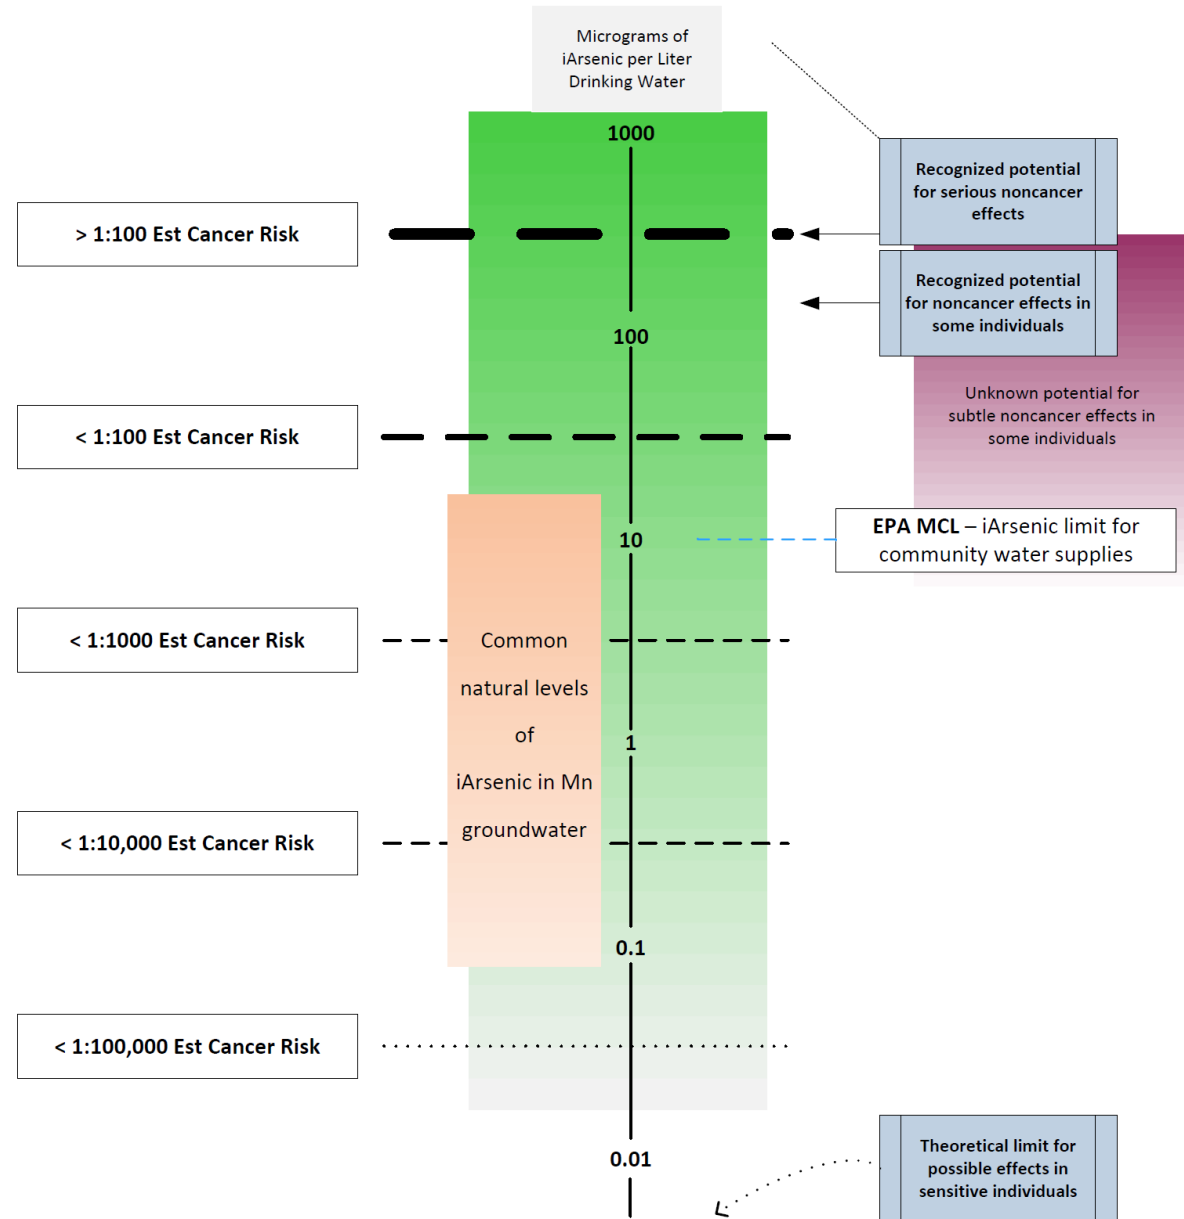 Micrograms of
iArsenic per Liter
Drinking Water
1000
Recognized potential
for serious noncancer
effects
> 1:100 Est Cancer Risk
Recognized potential
for noncancer effects in
some individuals
100
Unknown potential for
subtle noncancer effects in
some individuals
< 1:100 Est Cancer Risk
EPA MCL – iArsenic limit for
community water supplies
10
< 1:1000 Est Cancer Risk
Common
natural levels
of
iArsenic in Mn
groundwater
1
< 1:10,000 Est Cancer Risk
0.1
< 1:100,000 Est Cancer Risk
0.01
Theoretical limit for
possible effects in
sensitive individuals